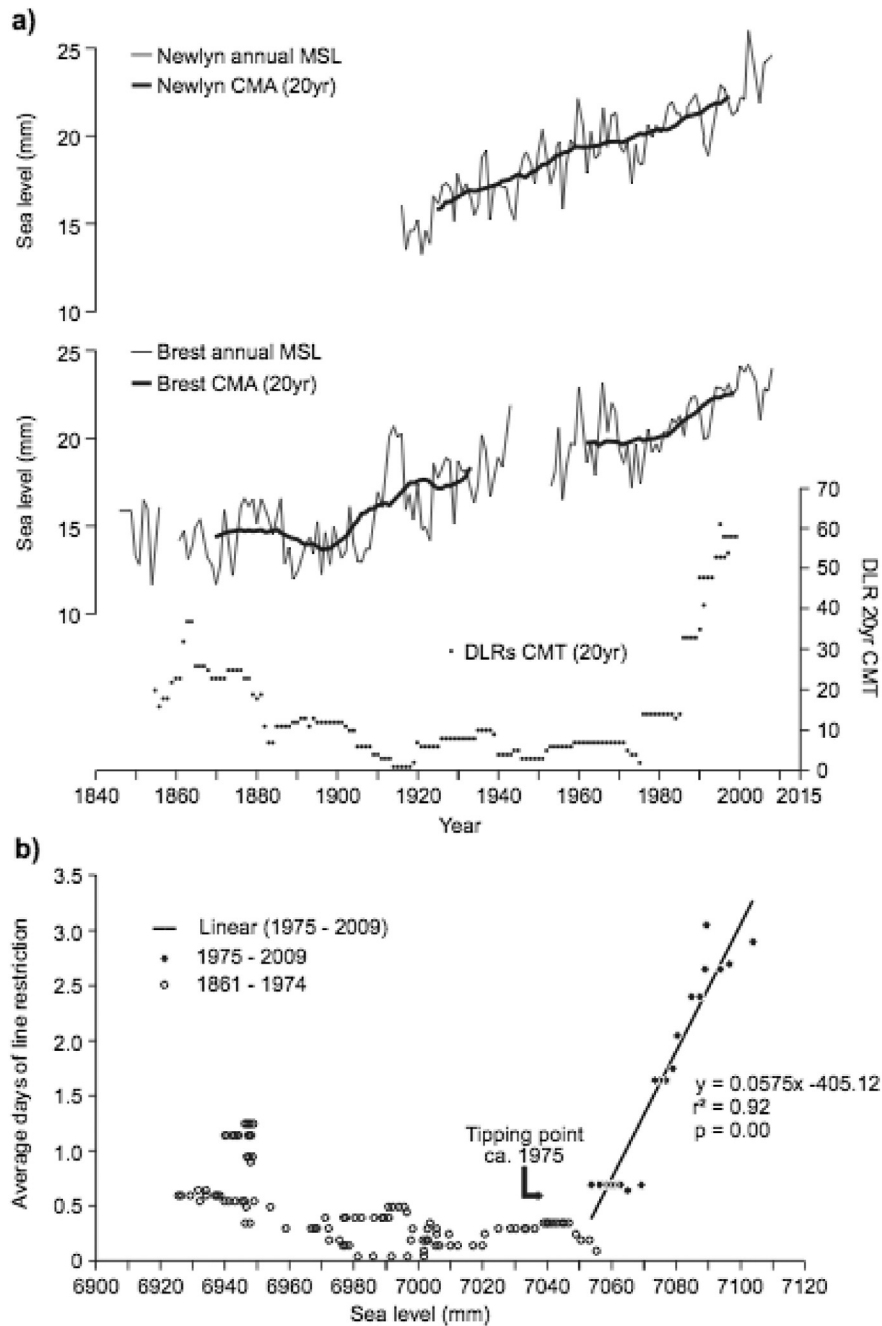 a)
25
20
15
10
Sea level (mm)
Newlyn annual MSL
Newlyn CMA (20yr)
25
20
15
10
Sea level (mm)
Brest annual MSL
Brest CMA (20yr)
70
60
50
40
30
20
10
0
DLR 20yr CMT
DLRs CMT (20yr)
1840 1860 1880 1900 1920 1940 1960 1980 2000 2015
Year
b)
3.5
3.0
2.5
2.0
1.5
1.0
0.5
0
Average days of line restriction
Linear (1975 - 2009)
1975 - 2009
1861 - 1974
Tipping point
ca. 1975
y = 0.0575x -405.12
r² = 0.92
p = 0.00
6900 6920 6940 6960 6980 7000 7020 7040 7060 7080 7100 7120
Sea level (mm)